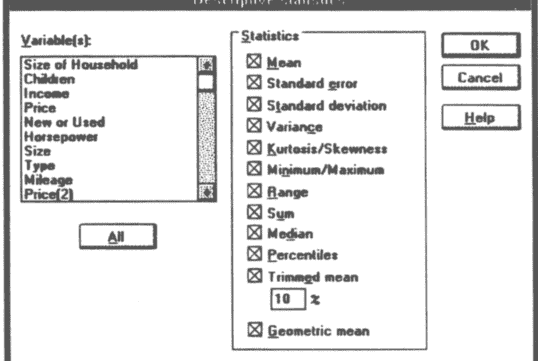 Descriptive Statistics
Variable(s):
Size of Household
Children
Income
Price
New or Used
Horsepower
Size
Type
Mileage
Price(2)
All
Statistics
Mean
Standard error
Standard deviation
Variance
Kurtosis/Skewness
Minimum/Maximum
Range
Sum
Median
Percentiles
Trimmed mean
10 %
Geometric mean
OK
Cancel
Help